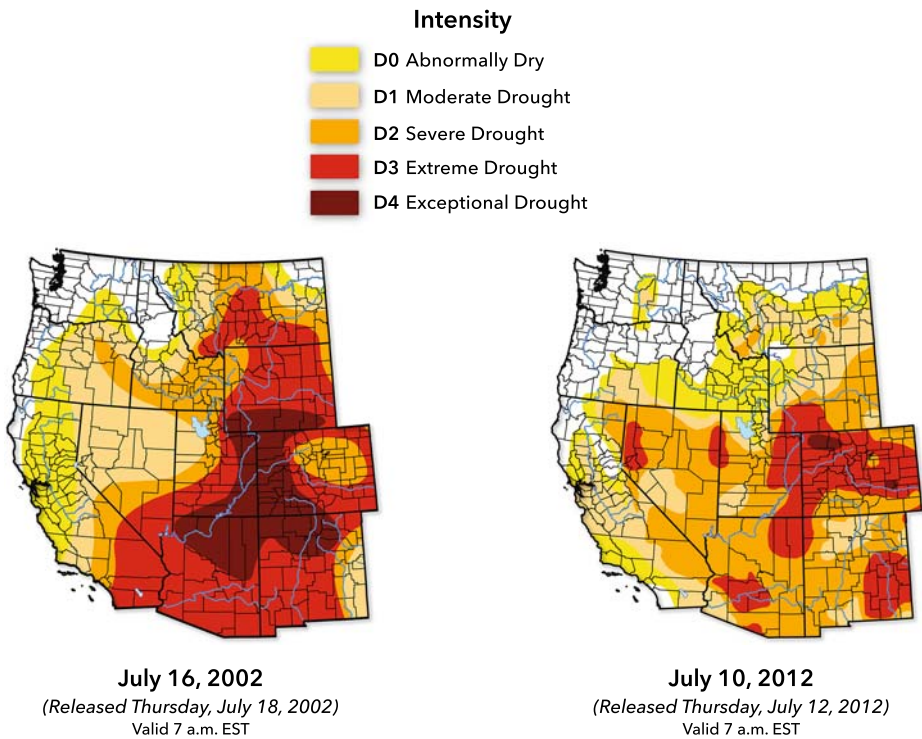 Intensity
D0 Abnormally Dry
D1 Moderate Drought
D2 Severe Drought
D3 Extreme Drought
D4 Exceptional Drought
July 16, 2002
(Released Thursday, July 18, 2002)
Valid 7 a.m. EST
July 10, 2012
(Released Thursday, July 12, 2012)
Valid 7 a.m. EST